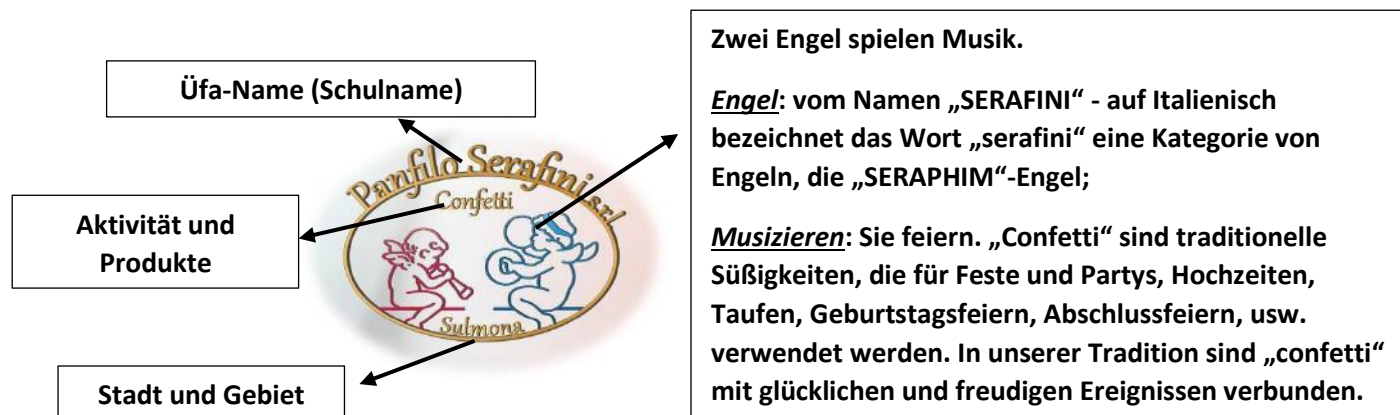 Üfa-Name (Schulname)
Panfilo Serafini srl
Confetti
Sulmona
Aktivität und
Produkte
Stadt und Gebiet
Zwei Engel spielen Musik.
Engel: vom Namen „SERAFINI“ - auf Italienisch
bezeichnet das Wort „serafini“ eine Kategorie von
Engeln, die „SERAPHIM“-Engel;
Musizieren: Sie feiern. „Confetti“ sind traditionelle
Süßigkeiten, die für Feste und Partys, Hochzeiten,
Taufen, Geburtstagsfeiern, Abschlussfeiern, usw.
verwendet werden. In unserer Tradition sind „confetti“
mit glücklichen und freudigen Ereignissen verbunden.